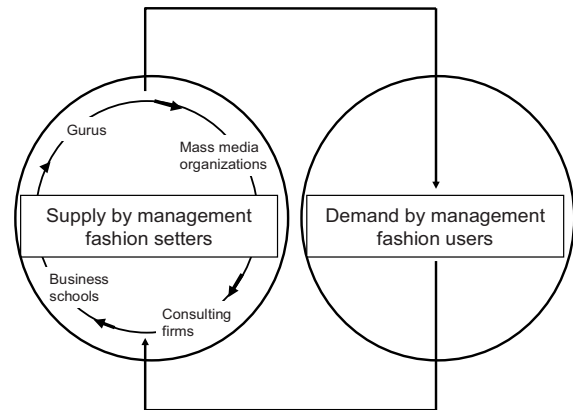 Gurus
Mass media
organizations
Supply by management
fashion setters
Demand by management
fashion users
Business
schools
Consulting
firms